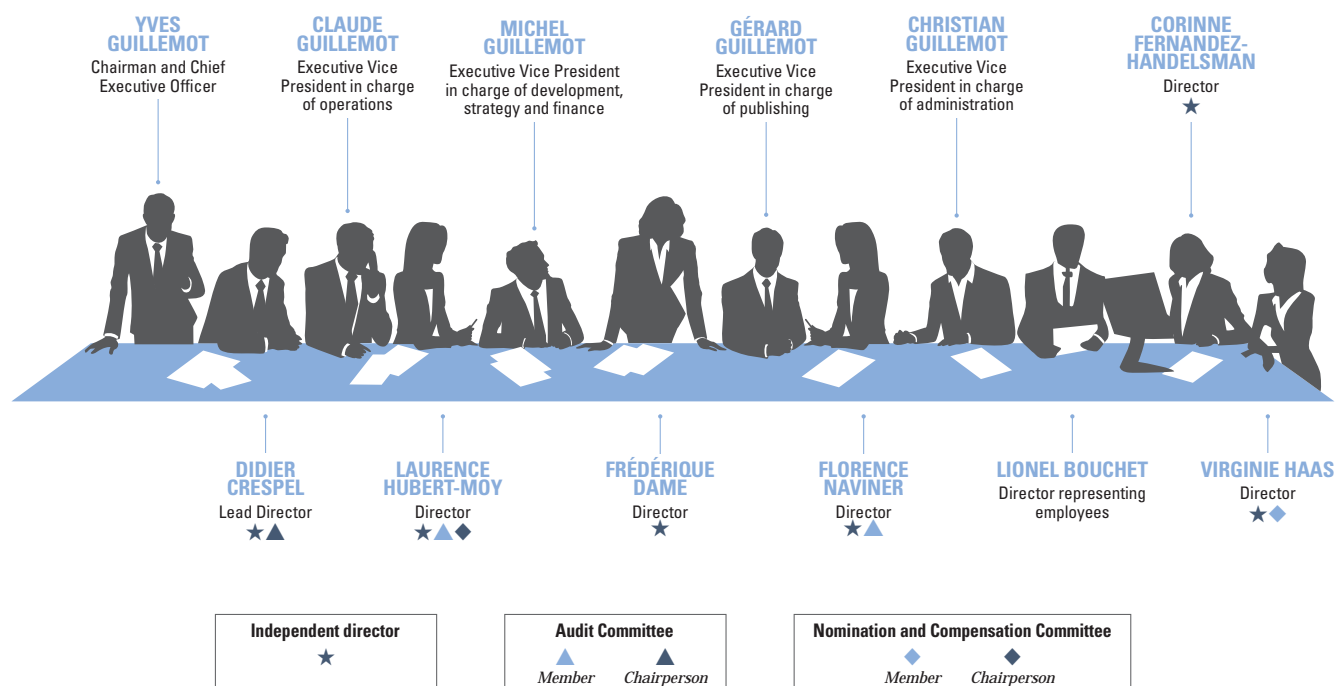 YVES
GUILLEMOT
Chairman and Chief
Executive Officer
CLAUDE
GUILLEMOT
Executive Vice
President in charge
of operations
MICHEL
GUILLEMOT
Executive Vice President
in charge of development,
strategy and finance
GÉRARD
GUILLEMOT
Executive Vice
President in charge
of publishing
CHRISTIAN
GUILLEMOT
Executive Vice
President in charge
of administration
CORINNE
FERNANDEZ-
HANDELSMAN
Director
DIDIER
CRESPEL
Lead Director
LAURENCE
HUBERT-MOY
Director
FRÉDÉRIQUE
DAME
Director
FLORENCE
NAVINER
Director
LIONEL BOUCHET
Director representing
employees
VIRGINIE HAAS
Director
Independent director
Audit Committee
Member Chairperson
Nomination and Compensation Committee
Member Chairperson